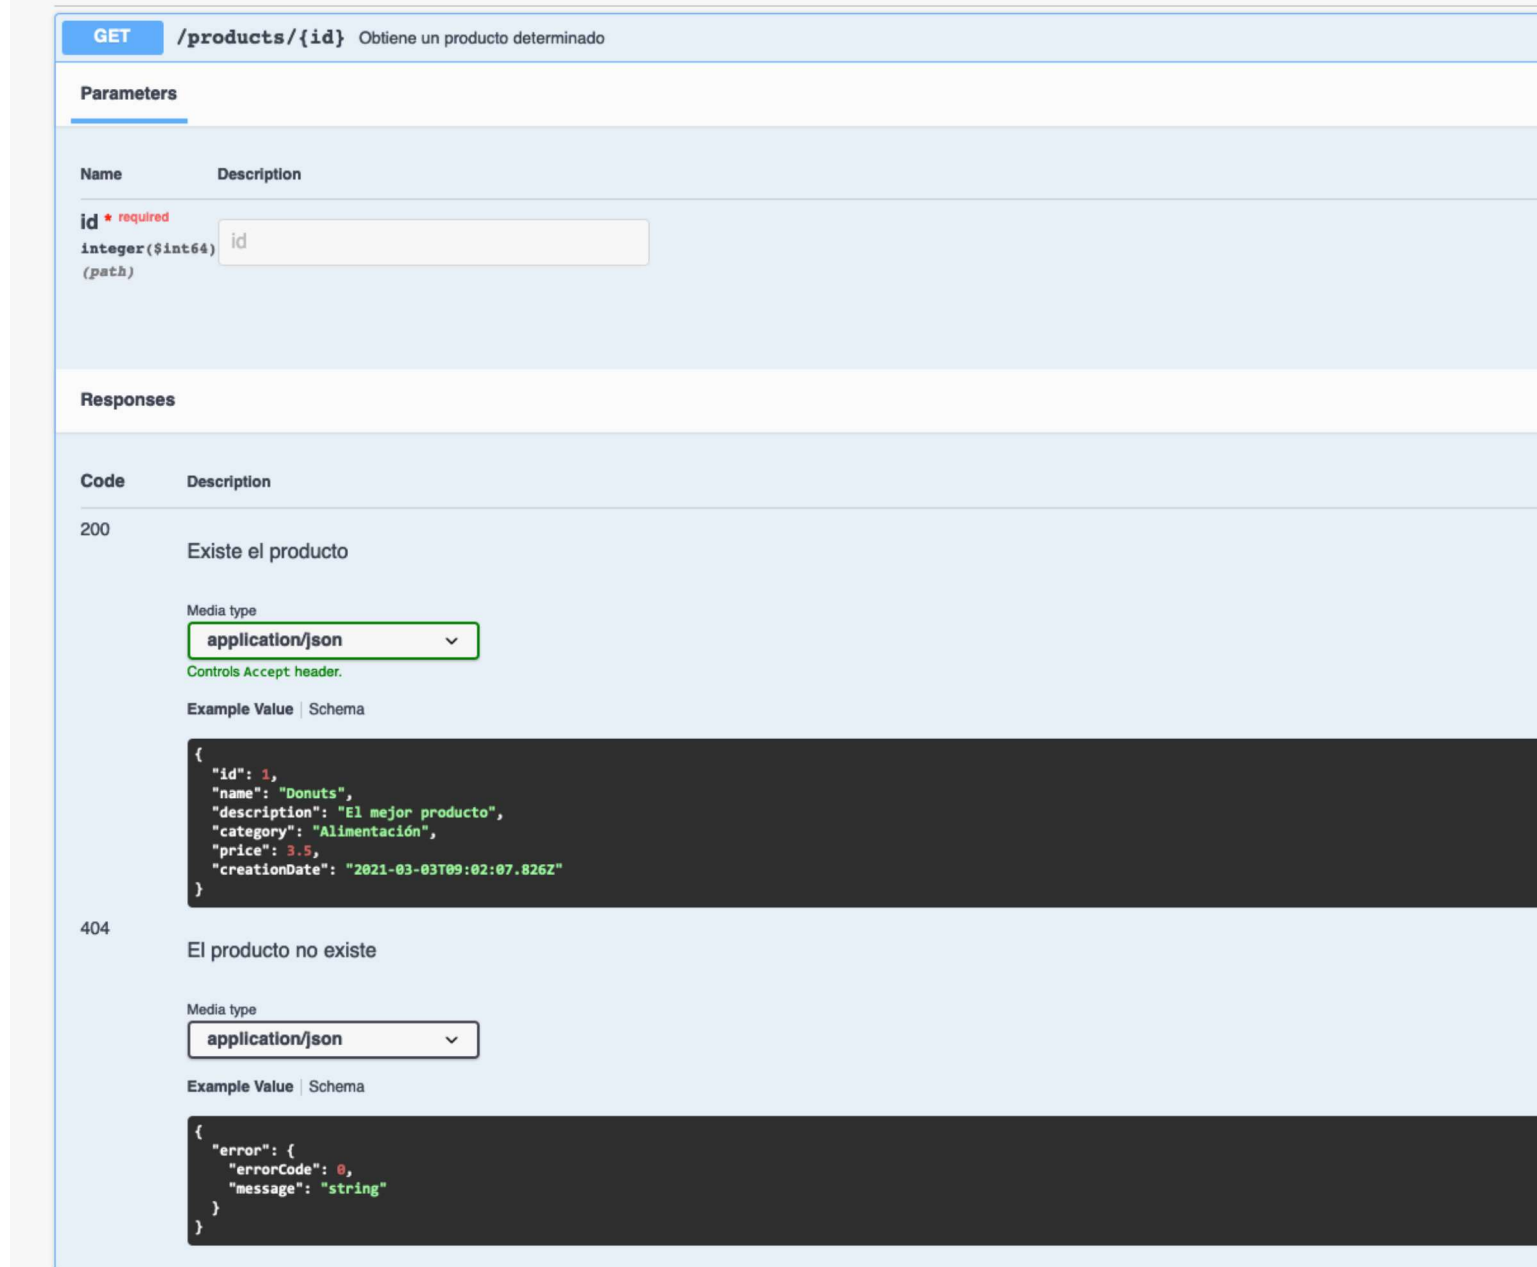 GET /products/{id} Obtiene un producto determinado
Parameters
Name Description
id * required
integer($int64)
(path)
id
Responses
Code Description
200
Existe el producto
Media type
application/json
Controls Accept header.
Example Value | Schema
{
"id": 1,
"name": "Donuts",
"description": "El mejor producto",
"category": "Alimentación",
"price": 3.5,
"creationDate": "2021-03-03T09:02:07.826Z"
}
404
El producto no existe
Media type
application/json
Example Value | Schema
{
"error": {
"errorCode": 0,
"message": "string"
}
}